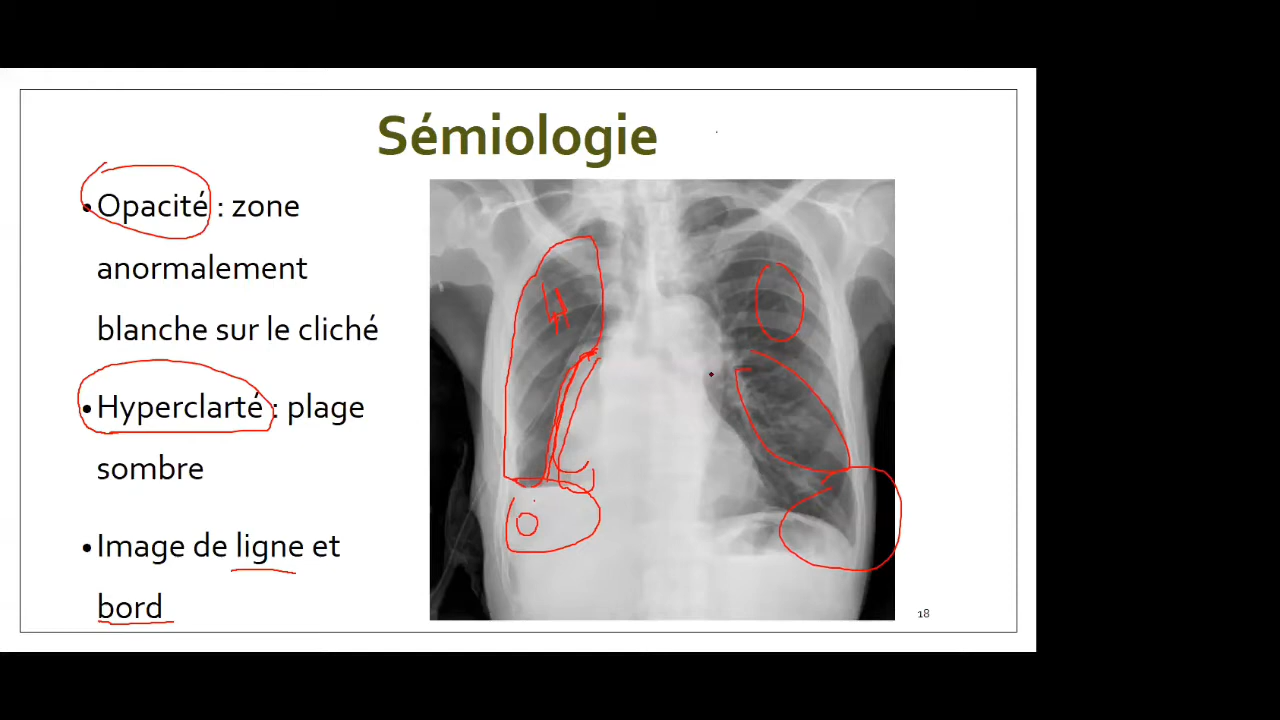 Sémiologie
•Opacité : zone
anormalement
blanche sur le cliché
•Hyperclarté : plage
sombre
•Image de ligne et
bord
18